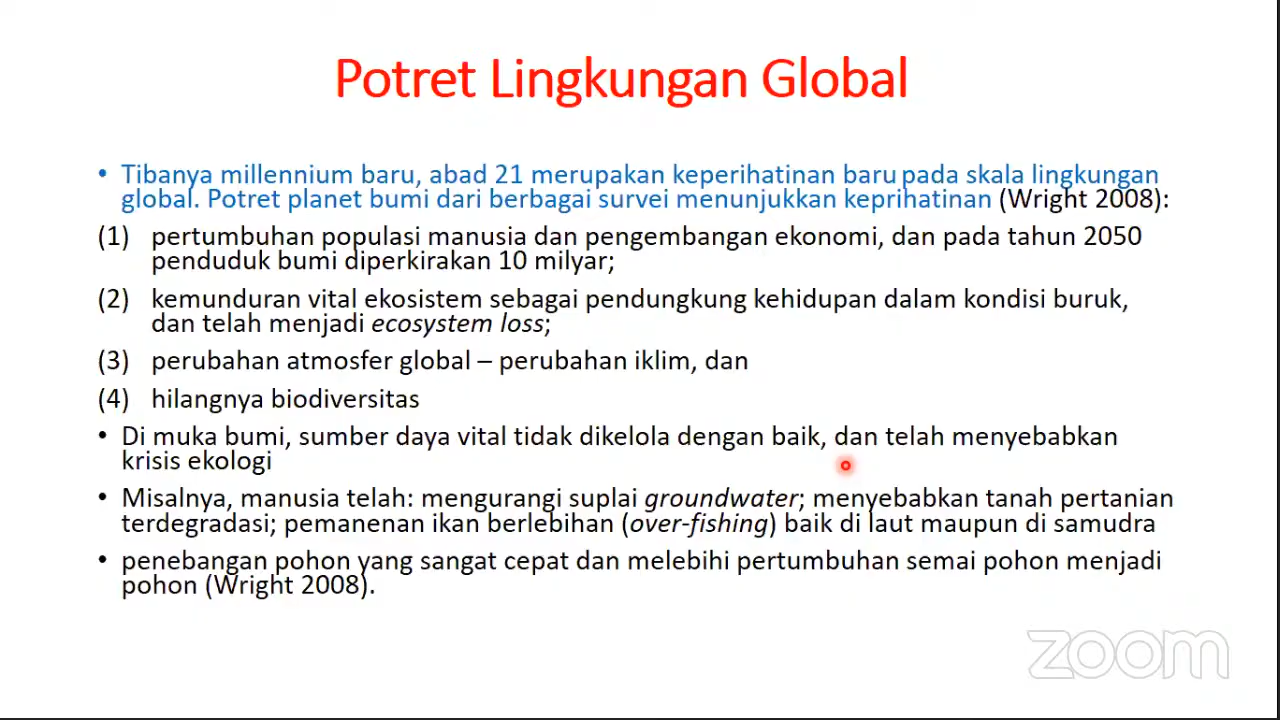 Potret Lingkungan Global
• Tibanya millennium baru, abad 21 merupakan keperihatinan baru pada skala lingkungan
global. Potret planet bumi dari berbagai survei menunjukkan keprihatinan (Wright 2008):
(1) pertumbuhan populasi manusia dan pengembangan ekonomi, dan pada tahun 2050
penduduk bumi diperkirakan 10 milyar;
(2) kemunduran vital ekosistem sebagai pendungkung kehidupan dalam kondisi buruk,
dan telah menjadi ecosystem loss;
(3) perubahan atmosfer global – perubahan iklim, dan
(4) hilangnya biodiversitas
• Di muka bumi, sumber daya vital tidak dikelola dengan baik, dan telah menyebabkan
krisis ekologi
• Misalnya, manusia telah: mengurangi suplai groundwater; menyebabkan tanah pertanian
terdegradasi; pemanenan ikan berlebihan (over-fishing) baik di laut maupun di samudra
• penebangan pohon yang sangat cepat dan melebihi pertumbuhan semai pohon menjadi
pohon (Wright 2008).
zoom